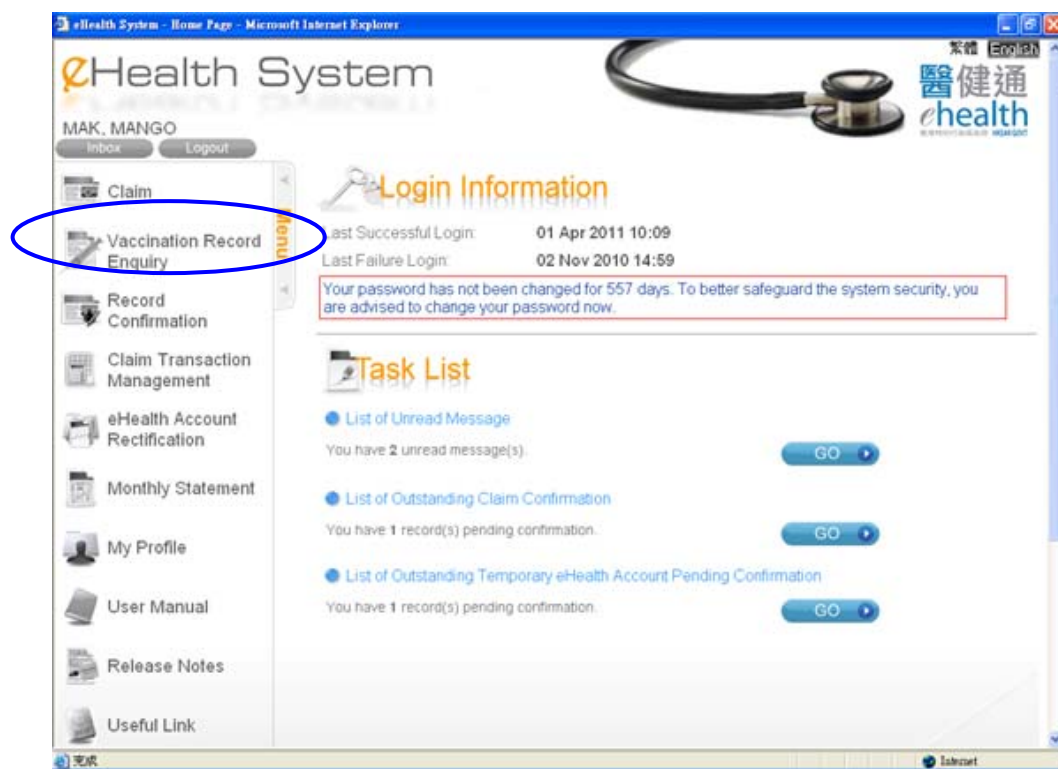 eHealth System - Home Page - Microsoft Internet Explorer
eHealth System
繁體 English
醫健通
ehealth
MAK, MANGO
Inbox Logout
Menu
Claim
Vaccination Record
Enquiry
Record
Confirmation
Claim Transaction
Management
eHealth Account
Rectification
Monthly Statement
My Profile
User Manual
Release Notes
Useful Link
Login Information
Last Successful Login: 01 Apr 2011 10:09
Last Failure Login: 02 Nov 2010 14:59
Your password has not been changed for 557 days. To better safeguard the system security, you
are advised to change your password now.
Task List
List of Unread Message
You have 2 unread message(s).
GO
List of Outstanding Claim Confirmation
You have 1 record(s) pending confirmation.
GO
List of Outstanding Temporary eHealth Account Pending Confirmation
You have 1 record(s) pending confirmation.
GO
完成
Internet